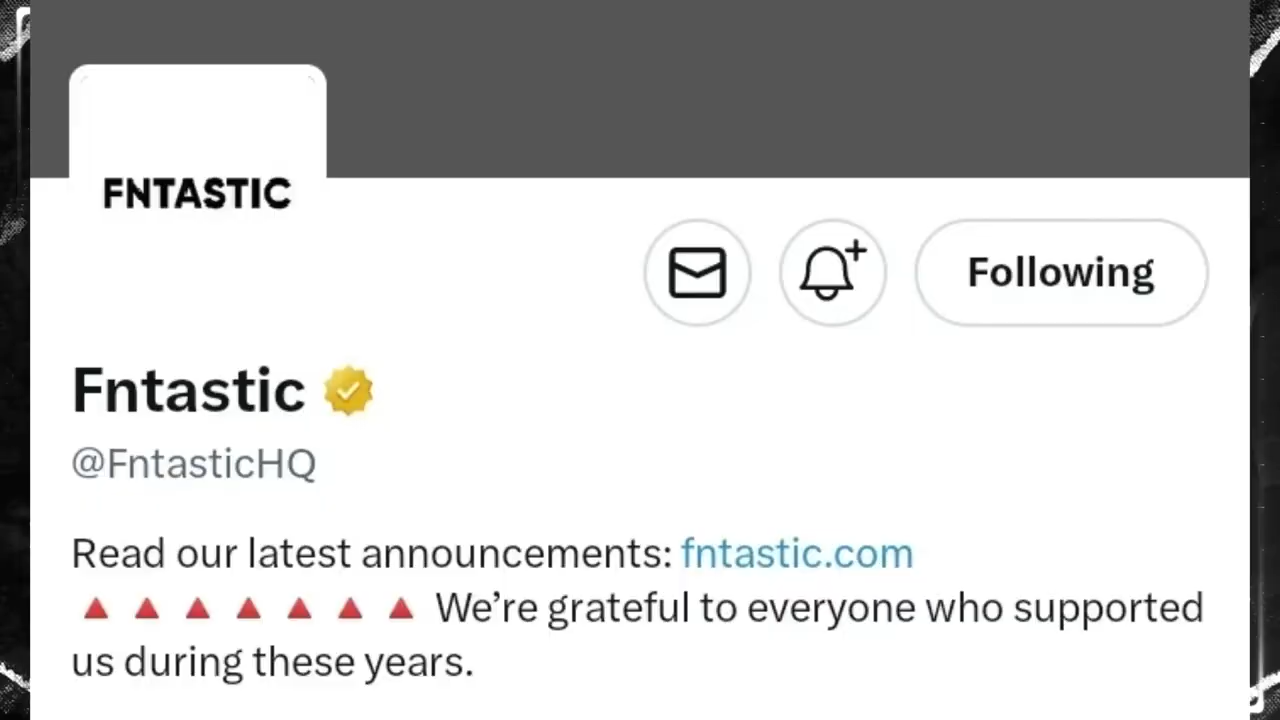 FNTASTIC
Following
Fntastic
@FntasticHQ
Read our latest announcements: fntastic.com
🔺🔺🔺🔺🔺🔺🔺 We’re grateful to everyone who supported
us during these years.